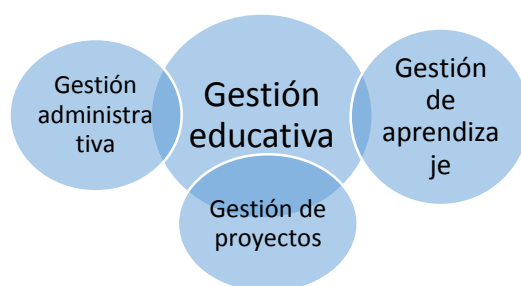 Gestión
administra
tiva
Gestión
educativa
Gestión
de
aprendiza
je
Gestión de
proyectos